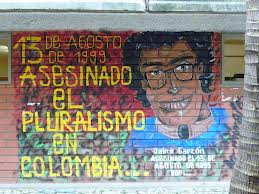 13 DE AGOSTO
DE 1999
ASESINADO
el
PLURALISMO
en
COLOMBIA...
Jaime Garzón
ASESINADO EL 13 DE
AGOSTO DE 1999